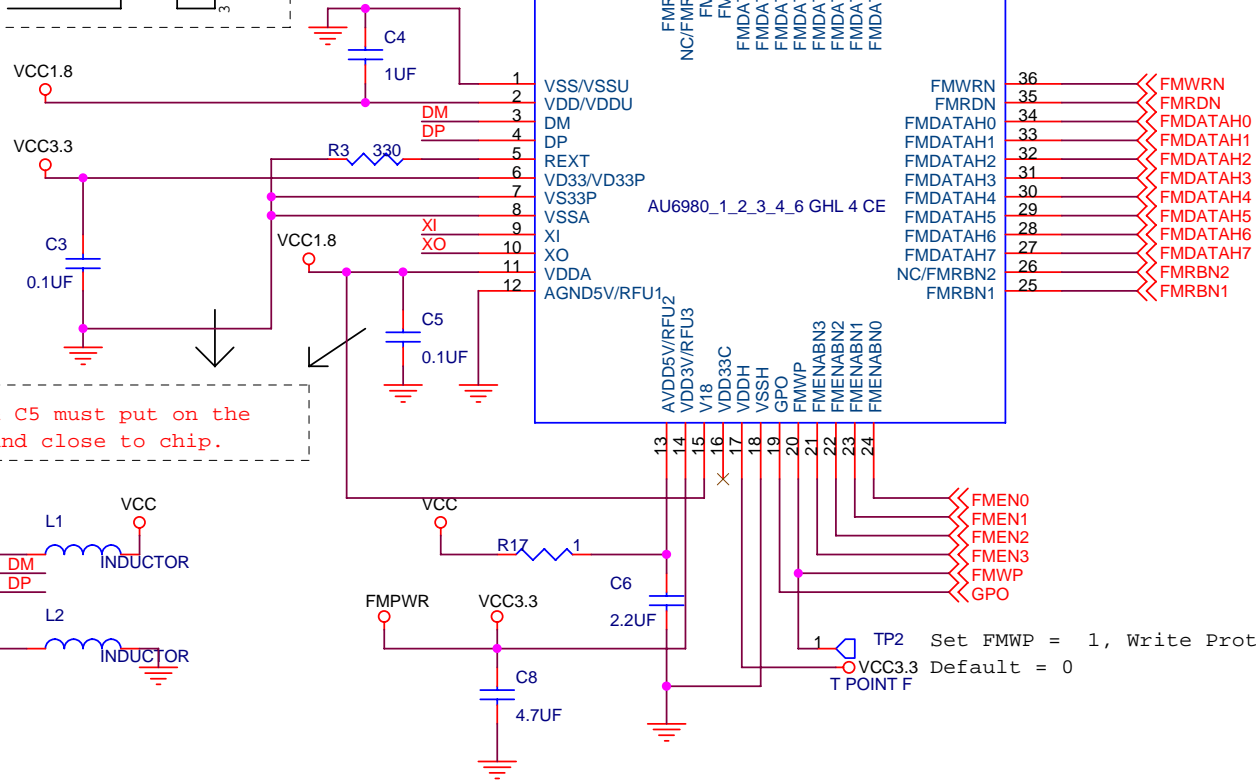 3
C4
1UF
VCC1.8
DM
DP
VCC3.3
R3 330
XI
XO
VCC1.8
C3
0.1UF
C5
0.1UF
1 VSS/VSSU
2 VDD/VDDU
3 DM
4 DP
5 REXT
6 VD33/VD33P
7 VS33P
8 VSSA
9 XI
10 XO
11 VDDA
12 AGND5V/RFU1
AU6980_1_2_3_4_6 GHL 4 CE
FMWRN 36 FMWRN
FMRDN 35 FMRDN
FMDATAH0 34 FMDATAH0
FMDATAH1 33 FMDATAH1
FMDATAH2 32 FMDATAH2
FMDATAH3 31 FMDATAH3
FMDATAH4 30 FMDATAH4
FMDATAH5 29 FMDATAH5
FMDATAH6 28 FMDATAH6
FMDATAH7 27 FMDATAH7
NC/FMRBN2 26 FMRBN2
FMRBN1 25 FMRBN1
13 AVDD5V/RFU2
14 VDD3V/RFU3
15 V18
16 VDD33C
17 VDDH
18 VSSH
19 GPO
20 FMWP
21 FMENABN3
22 FMENABN2
23 FMENABN1
24 FMENABN0
C5 must put on the
close to chip.
L1
VCC
INDUCTOR
DM
DP
L2
INDUCTOR
VCC
R17 1
C6
2.2UF
FMPWR
VCC3.3
C8
4.7UF
FMEN0
FMEN1
FMEN2
FMEN3
FMWP
GPO
1 TP2 Set FMWP = 1, Write Prot
VCC3.3 Default = 0
T POINT F